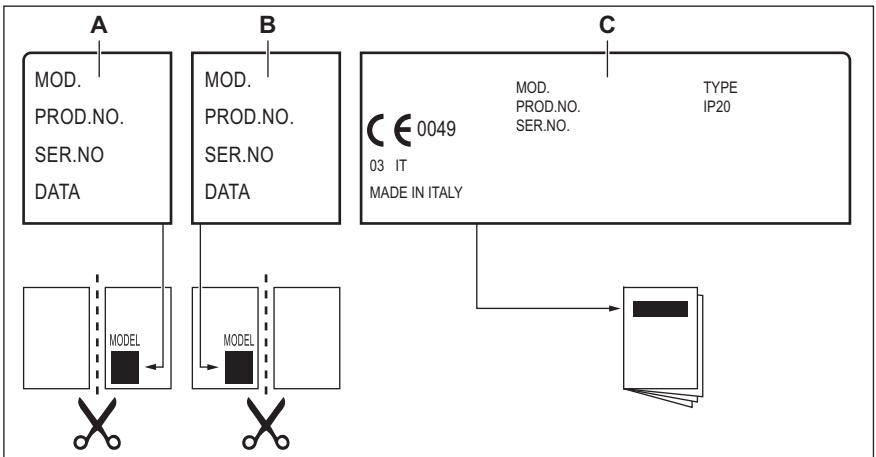 A
B
C
MOD.
PROD.NO.
SER.NO
DATA
MOD.
PROD.NO.
SER.NO
DATA
MOD.
PROD.NO.
SER.NO.
TYPE
IP20
CE 0049
03 IT
MADE IN ITALY
MODEL
MODEL